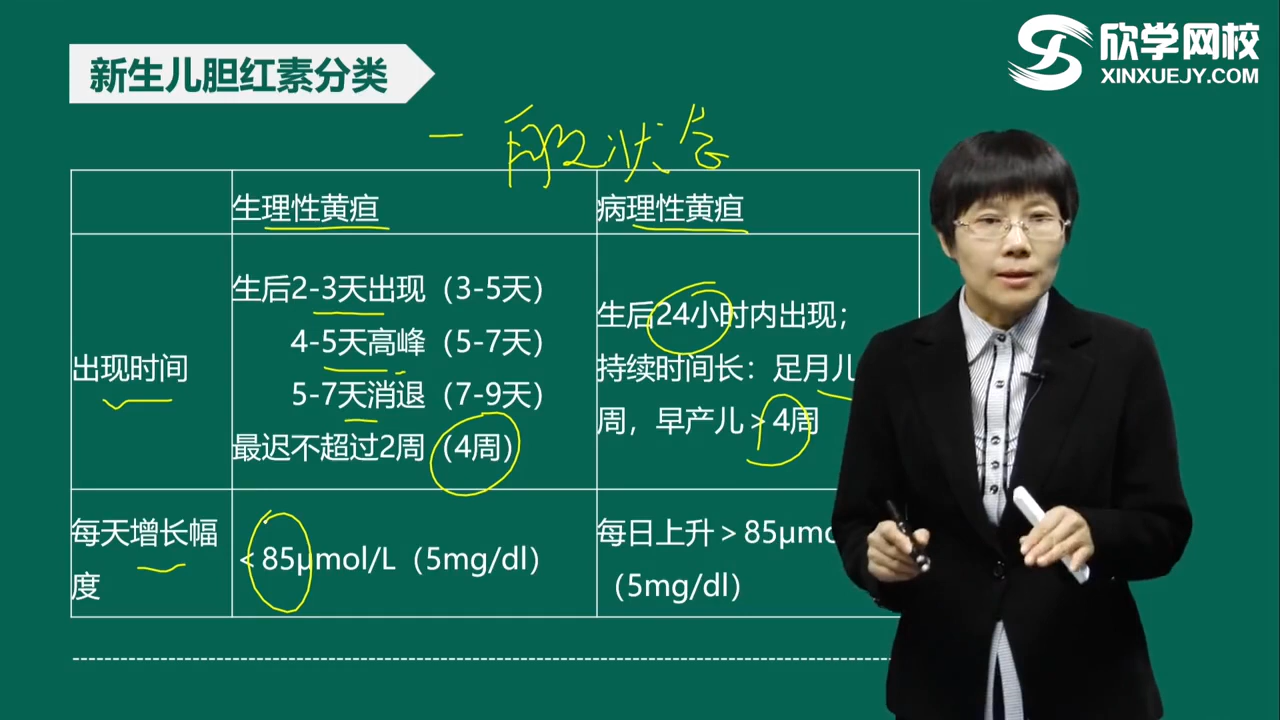 欣学网校
XINXUEJY.COM
新生儿胆红素分类
一般状态
生理性黄疸
病理性黄疸
出现时间
生后2-3天出现（3-5天）
4-5天高峰（5-7天）
5-7天消退（7-9天）
最迟不超过2周（4周）
生后24小时内出现；
持续时间长：足月儿
周，早产儿＞4周
每天增长幅
度
＜85μmol/L（5mg/dl）
每日上升＞85μmo
（5mg/dl）